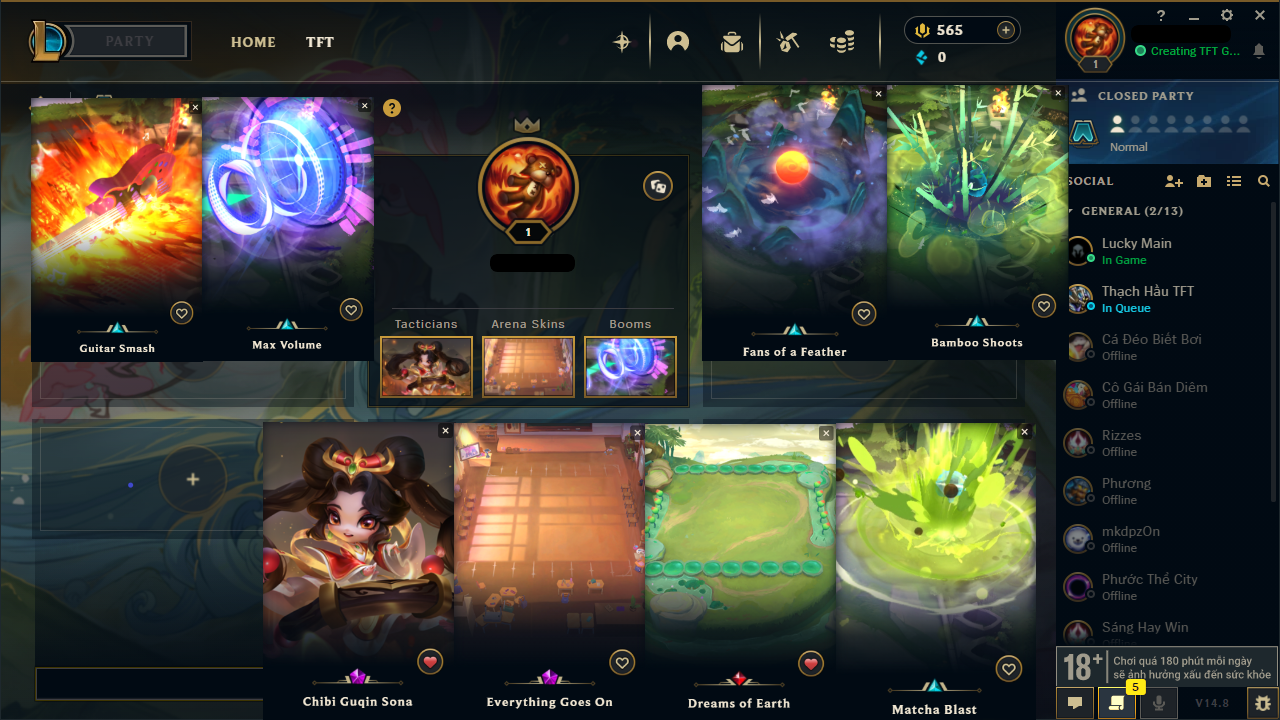 PARTY
HOME
TFT
565
0
?
1
Creating TFT G...
CLOSED PARTY
Normal
SOCIAL
GENERAL (2/13)
Lucky Main
In Game
Thạch Hầu TFT
In Queue
Cá Đéo Biết Bơi
Offline
Cô Gái Bán Diêm
Offline
Rizzes
Offline
Phương
Offline
mkdpzOn
Offline
Phước Thể City
Offline
Sáng Hay Win
Offline
?
1
Tacticians
Arena Skins
Booms
Guitar Smash
Max Volume
Fans of a Feather
Bamboo Shoots
Chibi Guqin Sona
Everything Goes On
Dreams of Earth
Matcha Blast
18+
Chơi quá 180 phút mỗi ngày
sẽ ảnh hưởng xấu đến sức khỏe
5
V14.8